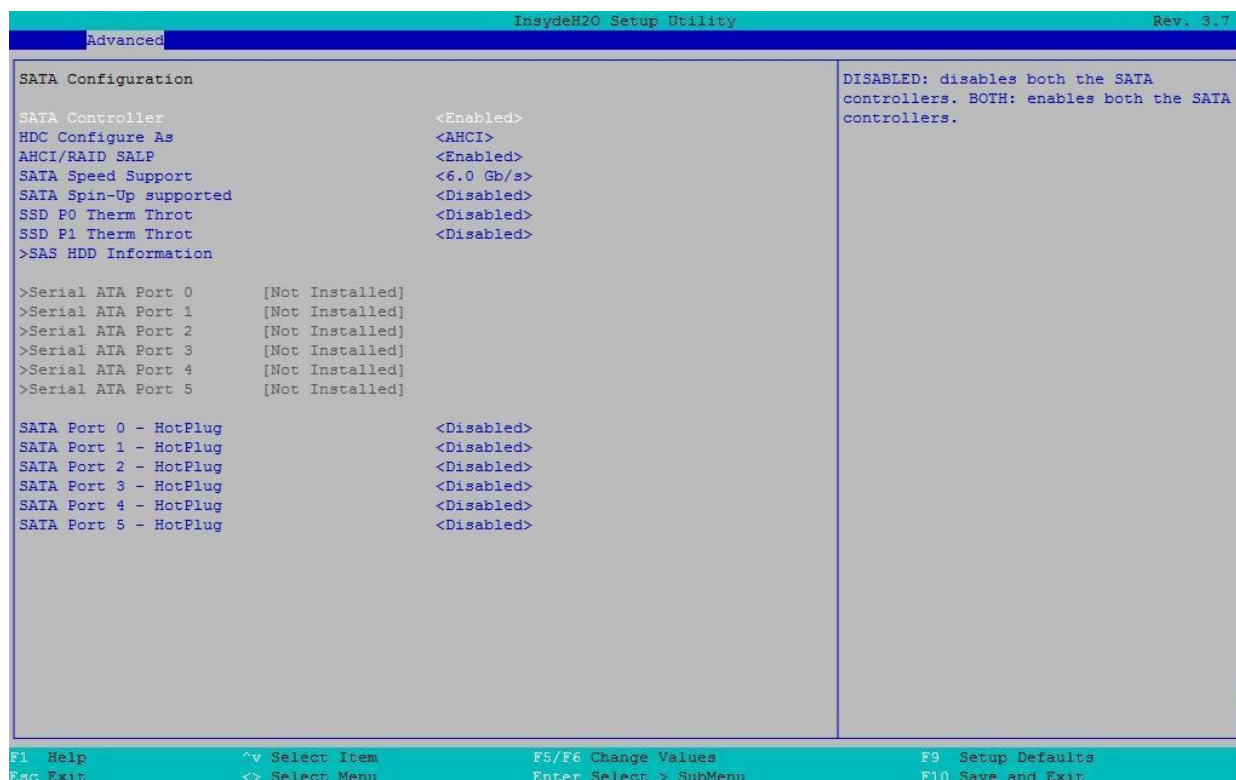 InsydeH2O Setup Utility Rev. 3.7
Advanced
SATA Configuration
SATA Controller <Enabled>
HDC Configure As <AHCI>
AHCI/RAID SALP <Enabled>
SATA Speed Support <6.0 Gb/s>
SATA Spin-Up supported <Disabled>
SSD P0 Therm Throt <Disabled>
SSD P1 Therm Throt <Disabled>
>SAS HDD Information
>Serial ATA Port 0 [Not Installed]
>Serial ATA Port 1 [Not Installed]
>Serial ATA Port 2 [Not Installed]
>Serial ATA Port 3 [Not Installed]
>Serial ATA Port 4 [Not Installed]
>Serial ATA Port 5 [Not Installed]
SATA Port 0 - HotPlug <Disabled>
SATA Port 1 - HotPlug <Disabled>
SATA Port 2 - HotPlug <Disabled>
SATA Port 3 - HotPlug <Disabled>
SATA Port 4 - HotPlug <Disabled>
SATA Port 5 - HotPlug <Disabled>
DISABLED: disables both the SATA
controllers. BOTH: enables both the SATA
controllers.
F1 Help ^v Select Item F5/F6 Change Values F9 Setup Defaults
Esc Exit <> Select Menu Enter Select > SubMenu F10 Save and Exit